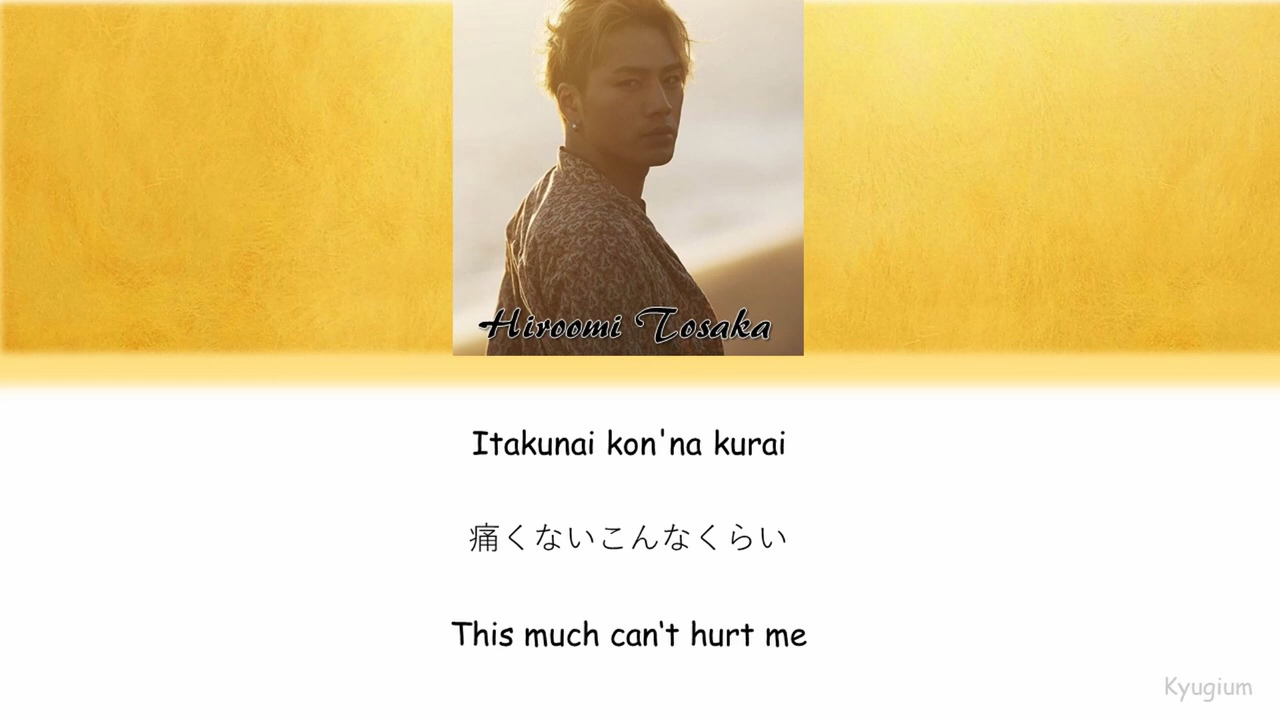 Hiroomi Tosaka
Itakunai kon'na kurai
痛くないこんなくらい
This much can't hurt me
Kyugium